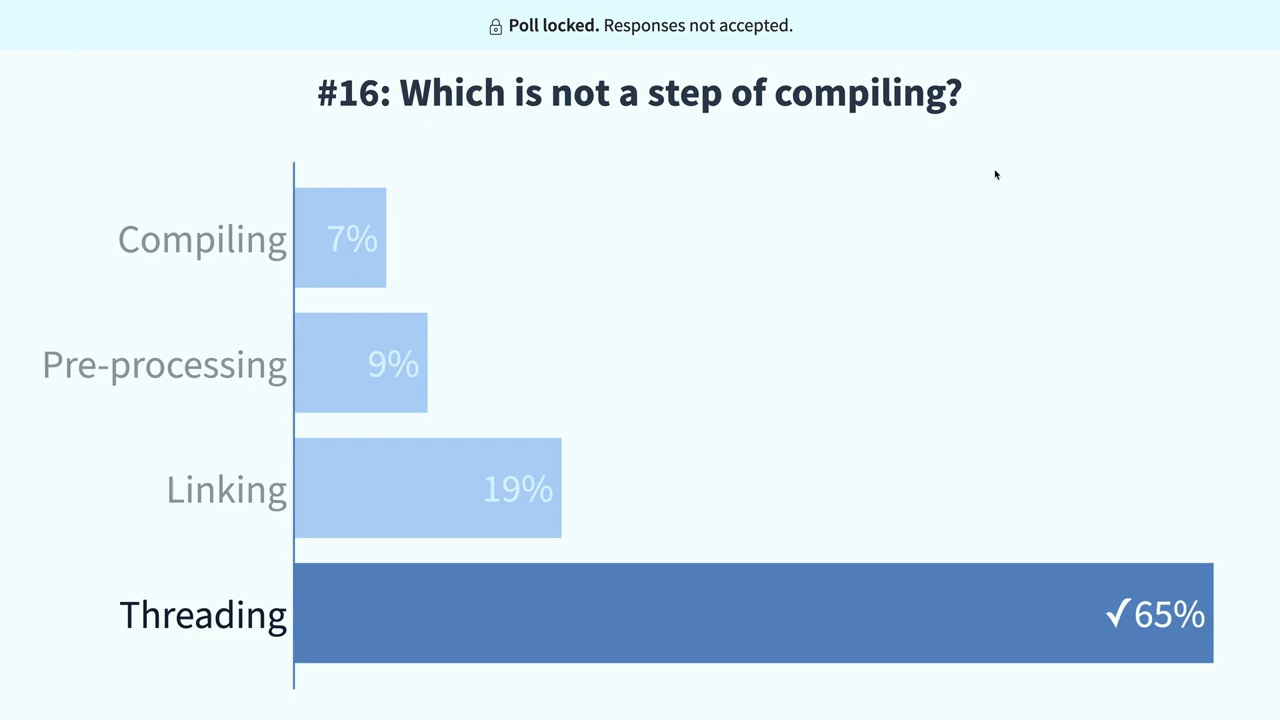 Poll locked. Responses not accepted.
#16: Which is not a step of compiling?
Compiling 7%
Pre-processing 9%
Linking 19%
Threading ✓65%